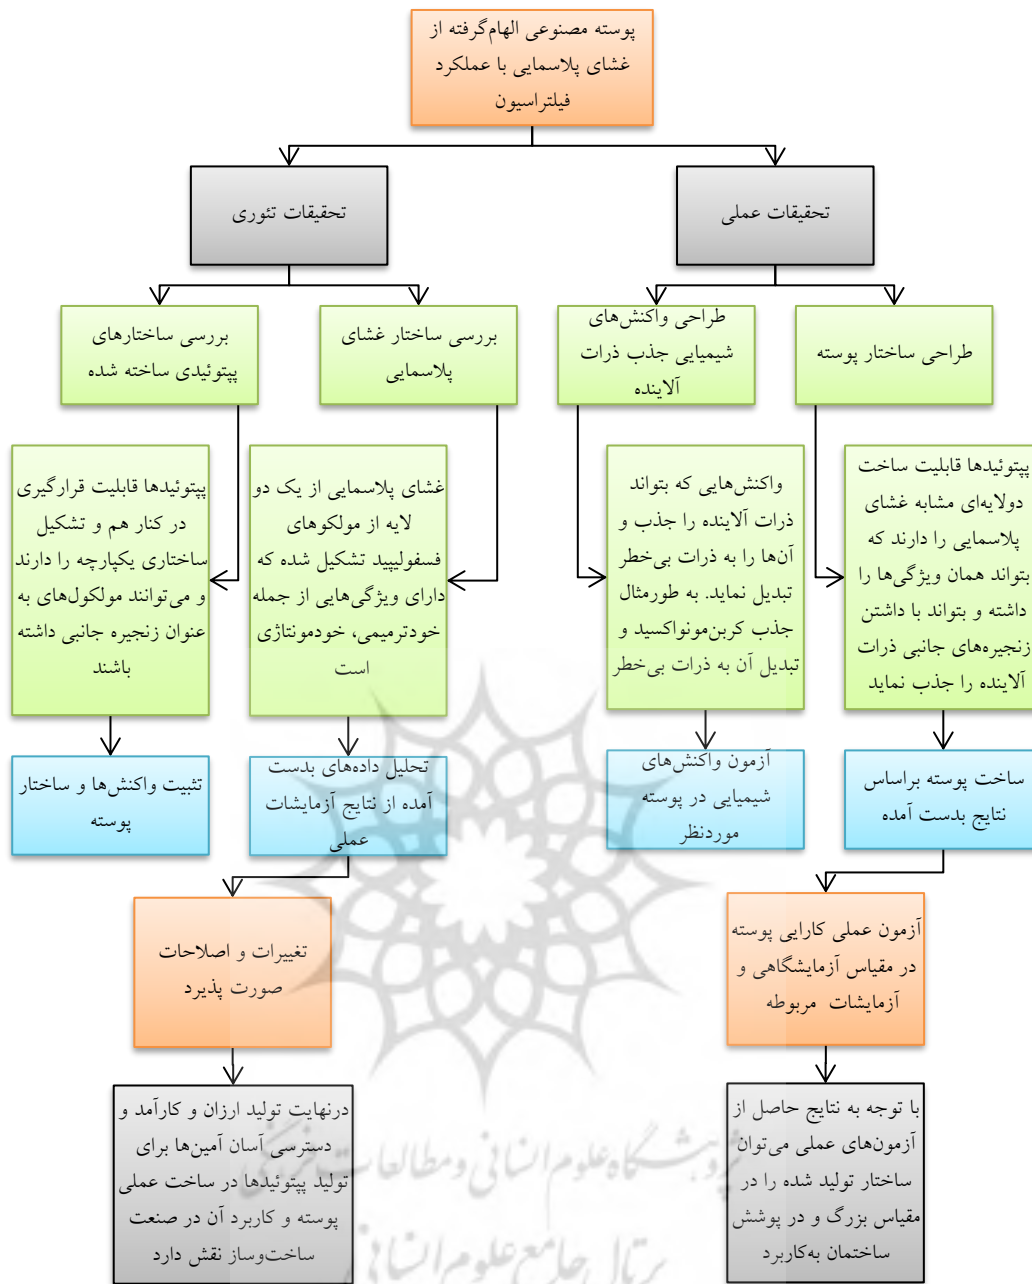 پوسته مصنوعی الهام‌گرفته از
غشای پلاسمایی با عملکرد
فیلتراسیون
تحقیقات عملی
تحقیقات تئوری
طراحی ساختار پوسته
طراحی واکنش‌های
شیمیایی جذب ذرات
آلاینده
بررسی ساختار غشای
پلاسمایی
بررسی ساختارهای
پپتوئیدی ساخته شده
پپتوئیدها قابلیت ساخت
دولایه‌ای مشابه غشای
پلاسمایی را دارند که
بتواند همان ویژگی‌ها را
داشته و بتواند با داشتن
زنجیره‌های جانبی ذرات
آلاینده را جذب نماید
واکنش‌هایی که بتواند
ذرات آلاینده را جذب و
آن‌ها را به ذرات بی‌خطر
تبدیل نماید. به طورمثال
جذب کربن‌مونواکسید و
تبدیل آن به ذرات بی‌خطر
غشای پلاسمایی از یک دو
لایه از مولکو‌های
فسفولیپید تشکیل شده که
دارای ویژگی‌هایی از جمله
خودترمیمی، خودمونتاژی
است
پپتوئیدها قابلیت قرارگیری
در کنار هم و تشکیل
ساختاری یکپارچه را دارند
و می‌توانند مولکول‌های به
عنوان زنجیره جانبی داشته
باشند
ساخت پوسته براساس
نتایج بدست آمده
آزمون واکنش‌های
شیمیایی در پوسته
موردنظر
تحلیل داده‌های بدست
آمده از نتایج آزمایشات
عملی
تثبیت واکنش‌ها و ساختار
پوسته
آزمون عملی کارایی پوسته
در مقیاس آزمایشگاهی و
آزمایشات مربوطه
تغییرات و اصلاحات
صورت پذیرد
با توجه به نتایج حاصل از
آزمون‌های عملی می‌توان
ساختار تولید شده را در
مقیاس بزرگ و در پوشش
ساختمان به‌کاربرد
درنهایت تولید ارزان و کارآمد و
دسترسی آسان آمین‌ها برای
تولید پپتوئیدها در ساخت عملی
پوسته و کاربرد آن در صنعت
ساخت‌وساز نقش دارد
پژوهشگاه علوم انسانی و مطالعات فرهنگی
پرتال جامع علوم انسانی